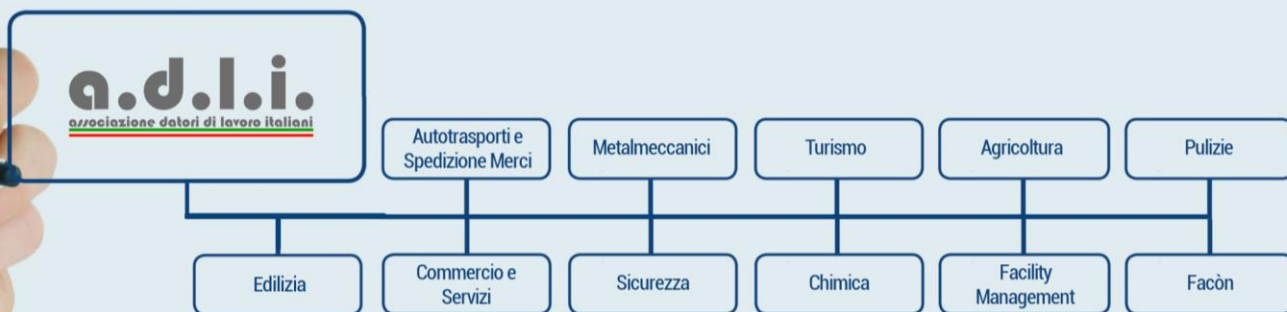 a.d.l.i.
associazione datori di lavoro italiani
Autotrasporti e
Spedizione Merci
Metalmeccanici
Turismo
Agricoltura
Pulizie
Edilizia
Commercio e
Servizi
Sicurezza
Chimica
Facility
Management
Facòn